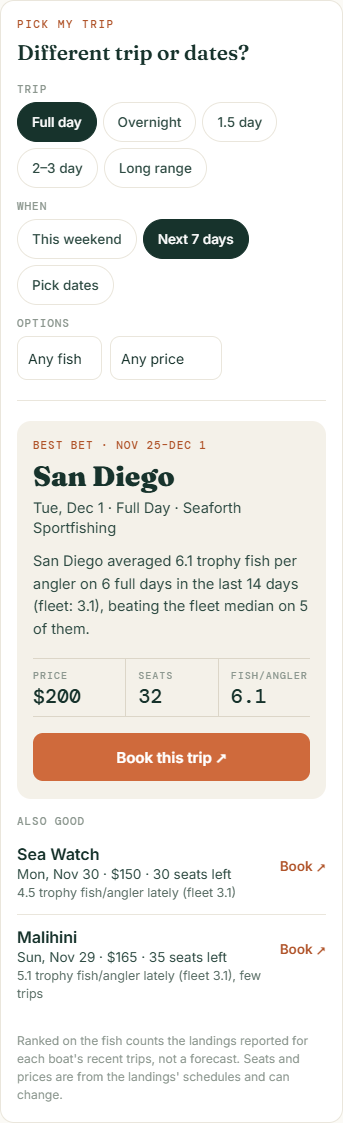 PICK MY TRIP
Different trip or dates?
TRIP
Full day
Overnight
1.5 day
2–3 day
Long range
WHEN
This weekend
Next 7 days
Pick dates
OPTIONS
Any fish
Any price
BEST BET · NOV 25–DEC 1
San Diego
Tue, Dec 1 · Full Day · Seaforth
Sportfishing
San Diego averaged 6.1 trophy fish per
angler on 6 full days in the last 14 days
(fleet: 3.1), beating the fleet median on 5
of them.
PRICE
$200
SEATS
32
FISH/ANGLER
6.1
Book this trip ↗
ALSO GOOD
Sea Watch
Mon, Nov 30 · $150 · 30 seats left
4.5 trophy fish/angler lately (fleet 3.1)
Book ↗
Malihini
Sun, Nov 29 · $165 · 35 seats left
5.1 trophy fish/angler lately (fleet 3.1), few
trips
Book ↗
Ranked on the fish counts the landings reported for
each boat's recent trips, not a forecast. Seats and
prices are from the landings' schedules and can
change.